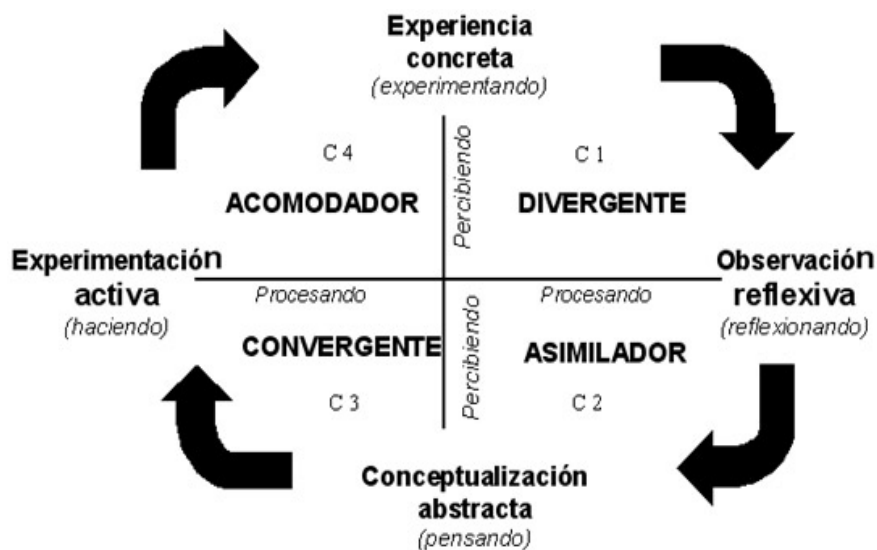 Experiencia
concreta
(experimentando)
C 4
Percibiendo
C 1
ACOMODADOR
DIVERGENTE
Experimentación
activa
(haciendo)
Observación
reflexiva
(reflexionando)
Procesando
Procesando
CONVERGENTE
Percibiendo
ASIMILADOR
C 3
C 2
Conceptualización
abstracta
(pensando)